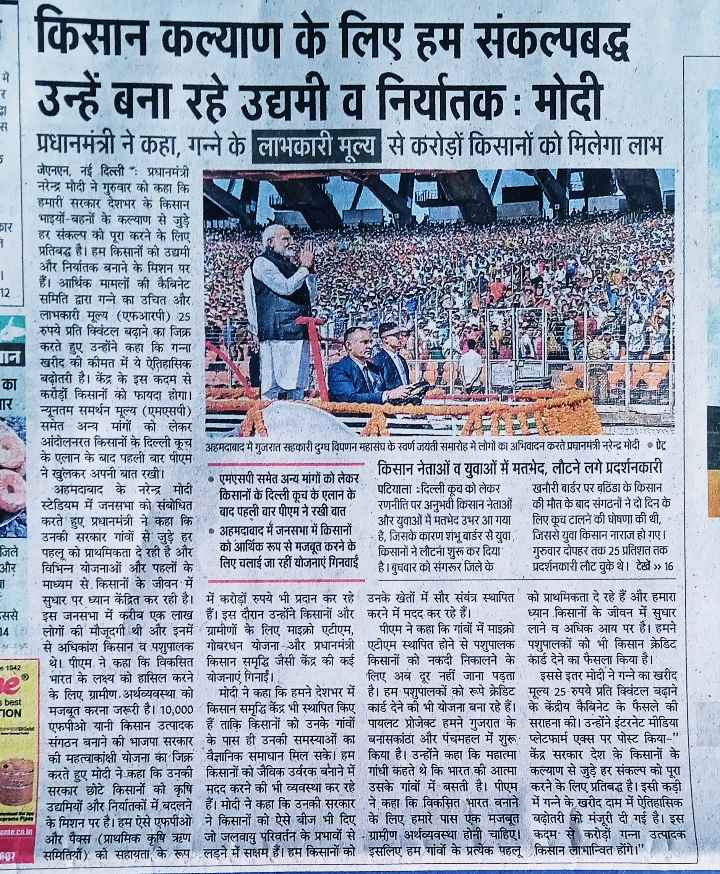 किसान कल्याण के लिए हम संकल्पबद्ध
उन्हें बना रहे उद्यमी व निर्यातक : मोदी
प्रधानमंत्री ने कहा, गन्ने के लाभकारी मूल्य से करोड़ों किसानों को मिलेगा लाभ
जेएनएन, नई दिल्ली : प्रधानमंत्री
नरेन्द्र मोदी ने गुरुवार को कहा कि
हमारी सरकार देशभर के किसान
भाइयों-बहनों के कल्याण से जुड़े
हर संकल्प को पूरा करने के लिए
प्रतिबद्ध है। हम किसानों को उद्यमी
और निर्यातक बनाने के मिशन पर
हैं। आर्थिक मामलों की कैबिनेट
समिति द्वारा गन्ने का उचित और
लाभकारी मूल्य (एफआरपी) 25
रुपये प्रति क्विंटल बढ़ाने का जिक्र
करते हुए उन्होंने कहा कि गन्ना
खरीद की कीमत में ये ऐतिहासिक
बढ़ोतरी है। केंद्र के इस कदम से
करोड़ों किसानों को फायदा होगा।
न्यूनतम समर्थन मूल्य (एमएसपी)
समेत अन्य मांगों को लेकर
आंदोलनरत किसानों के दिल्ली कूच
के एलान के बाद पहली बार पीएम
ने खुलकर अपनी बात रखी।
अहमदाबाद के नरेन्द्र मोदी
स्टेडियम में जनसभा को संबोधित
करते हुए प्रधानमंत्री ने कहा कि
उनकी सरकार गांवों से जुड़े हर
पहलू को प्राथमिकता दे रही है और
विभिन्न योजनाओं और पहलों के
माध्यम से किसानों के जीवन में
सुधार पर ध्यान केंद्रित कर रही है।
इस जनसभा में करीब एक लाख
लोगों की मौजूदगी थी और इनमें
से अधिकांश किसान व पशुपालक
थे। पीएम ने कहा कि विकसित
भारत के लक्ष्य को हासिल करने
के लिए ग्रामीण अर्थव्यवस्था को
मजबूत करना जरूरी है। 10,000
एफपीओ यानी किसान उत्पादक
संगठन बनाने की भाजपा सरकार
की महत्वाकांक्षी योजना का जिक्र
करते हुए मोदी ने कहा कि उनकी
सरकार छोटे किसानों को कृषि
उद्यमियों और निर्यातकों में बदलने
के मिशन पर है। हम ऐसे एफपीओ
और पैक्स (प्राथमिक कृषि ऋण
समितियों) को सहायता के रूप
अहमदाबाद में गुजरात सहकारी दुग्ध विपणन महासंघ के स्वर्ण जयंती समारोह में लोगों का अभिवादन करते प्रधानमंत्री नरेन्द्र मोदी ● प्रेट्र
● एमएसपी समेत अन्य मांगों को लेकर
किसानों के दिल्ली कूच के एलान के
बाद पहली बार पीएम ने रखी बात
● अहमदाबाद में जनसभा में किसानों
को आर्थिक रूप से मजबूत करने के
लिए चलाई जा रहीं योजनाएं गिनवाईं
किसान नेताओं व युवाओं में मतभेद, लौटने लगे प्रदर्शनकारी
पटियाला : दिल्ली कूच को लेकर
रणनीति पर अनुभवी किसान नेताओं
और युवाओं में मतभेद उभर आ गया
है, जिसके कारण शंभू बार्डर से युवा
किसानों ने लौटना शुरू कर दिया
है। बुधवार को संगरूर जिले के
खनौरी बार्डर पर बठिंडा के किसान
की मौत के बाद संगठनों ने दो दिन के
लिए कूच टालने की घोषणा की थी,
जिससे युवा किसान नाराज हो गए।
गुरुवार दोपहर तक 25 प्रतिशत तक
प्रदर्शनकारी लौट चुके थे। देखें >> 16
में करोड़ों रुपये भी प्रदान कर रहे
हैं। इस दौरान उन्होंने किसानों और
ग्रामीणों के लिए माइक्रो एटीएम,
गोबरधन योजना और प्रधानमंत्री
किसान समृद्धि जैसी केंद्र की कई
योजनाएं गिनाईं।
मोदी ने कहा कि हमने देशभर में
किसान समृद्धि केंद्र भी स्थापित किए
हैं ताकि किसानों को उनके गांवों
के पास ही उनकी समस्याओं का
वैज्ञानिक समाधान मिल सके। हम
किसानों को जैविक उर्वरक बनाने में
मदद करने की भी व्यवस्था कर रहे
हैं। मोदी ने कहा कि उनकी सरकार
ने किसानों को ऐसे बीज भी दिए
जो जलवायु परिवर्तन के प्रभावों से
लड़ने में सक्षम हैं। हम किसानों को
उनके खेतों में सौर संयंत्र स्थापित
करने में मदद कर रहे हैं।
पीएम ने कहा कि गांवों में माइक्रो
एटीएम स्थापित होने से पशुपालक
किसानों को नकदी निकालने के
लिए अब दूर नहीं जाना पड़ता
है। हम पशुपालकों को रूपे क्रेडिट
कार्ड देने की भी योजना बना रहे हैं।
पायलट प्रोजेक्ट हमने गुजरात के
बनासकांठा और पंचमहल में शुरू
किया है। उन्होंने कहा कि महात्मा
गांधी कहते थे कि भारत की आत्मा
उसके गांवों में बसती है। पीएम
ने कहा कि विकसित भारत बनाने
के लिए हमारे पास एक मजबूत
ग्रामीण अर्थव्यवस्था होनी चाहिए।
इसलिए हम गांवों के प्रत्येक पहलू
को प्राथमिकता दे रहे हैं और हमारा
ध्यान किसानों के जीवन में सुधार
लाने व अधिक आय पर है। हमने
पशुपालकों को भी किसान क्रेडिट
कार्ड देने का फैसला किया है।
इससे इतर मोदी ने गन्ने का खरीद
मूल्य 25 रुपये प्रति क्विंटल बढ़ाने
के केंद्रीय कैबिनेट के फैसले की
सराहना की। उन्होंने इंटरनेट मीडिया
प्लेटफार्म एक्स पर पोस्ट किया-"
केंद्र सरकार देश के किसानों के
कल्याण से जुड़े हर संकल्प को पूरा
करने के लिए प्रतिबद्ध है। इसी कड़ी
में गन्ने के खरीद दाम में ऐतिहासिक
बढ़ोतरी को मंजूरी दी गई है। इस
कदम से करोड़ों गन्ना उत्पादक
किसान लाभान्वित होंगे।"